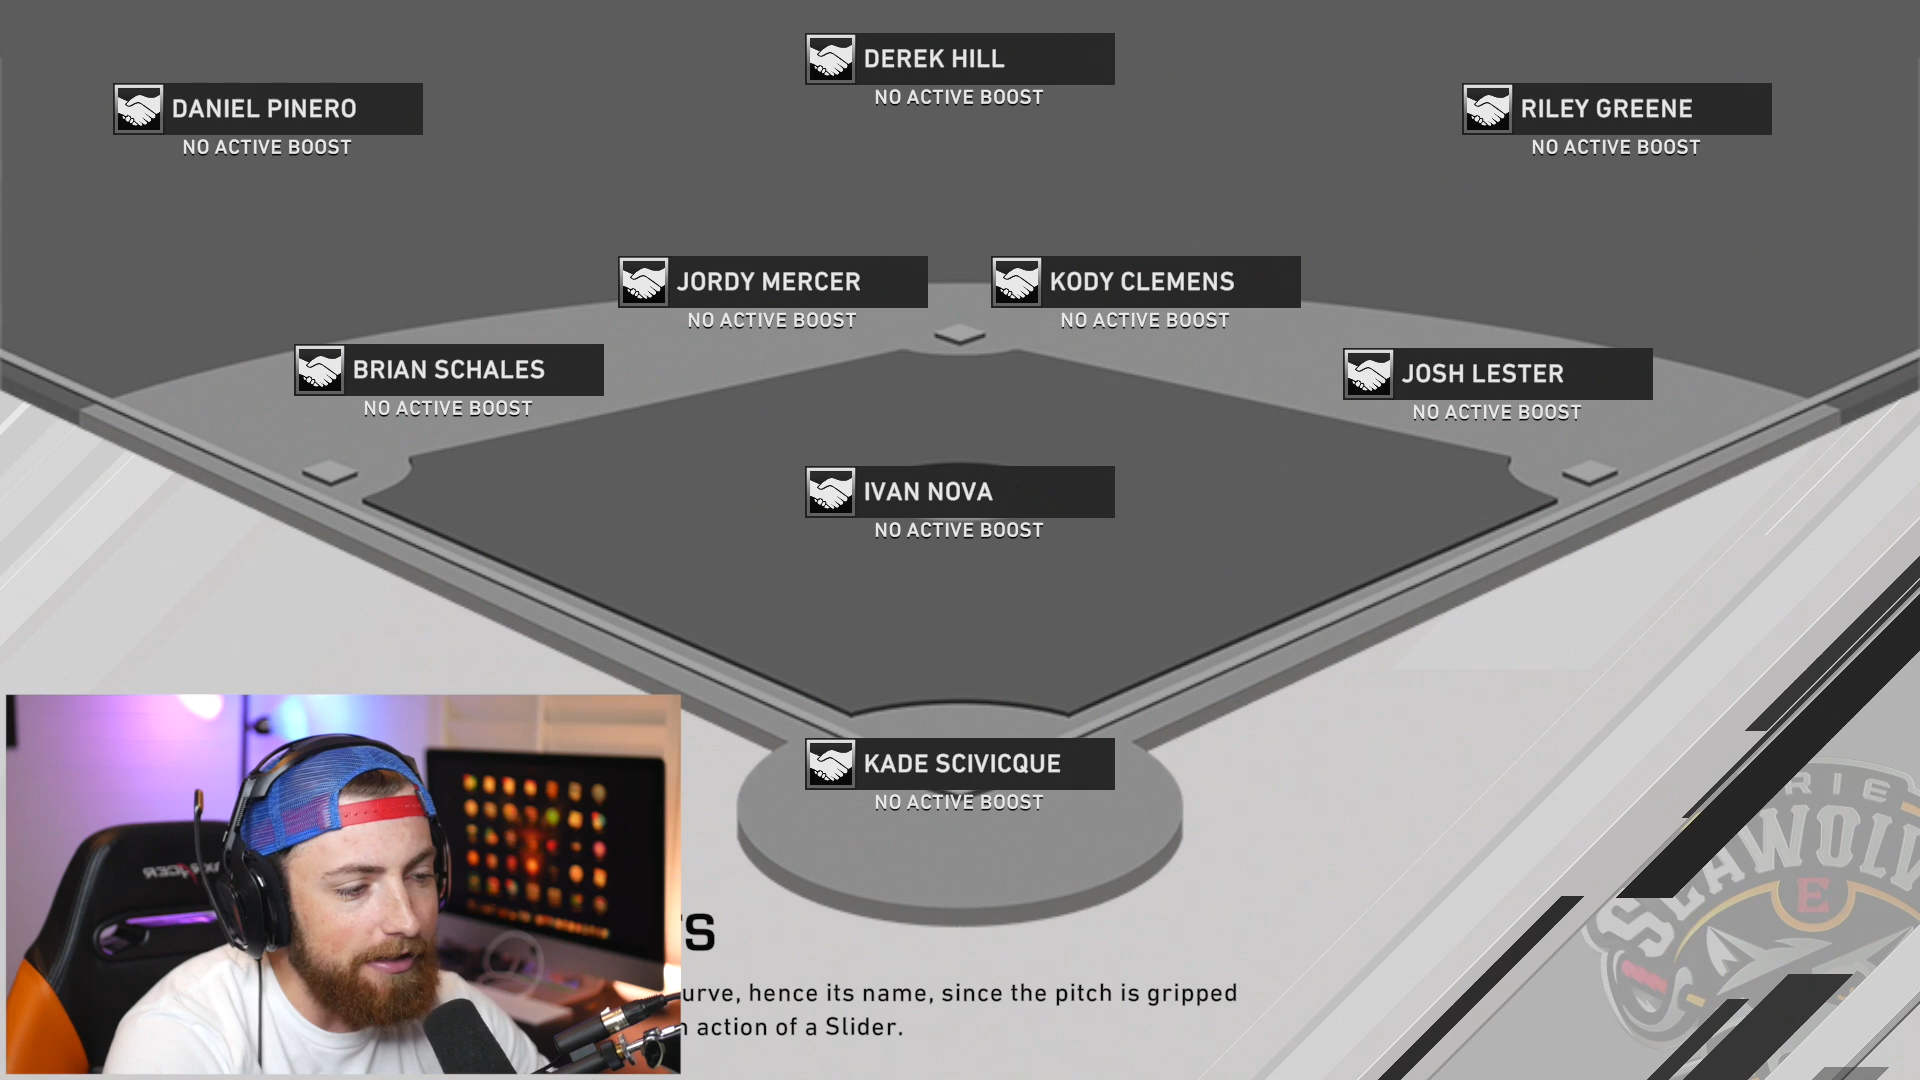 DEREK HILL
NO ACTIVE BOOST
DANIEL PINERO
NO ACTIVE BOOST
RILEY GREENE
NO ACTIVE BOOST
JORDY MERCER
NO ACTIVE BOOST
KODY CLEMENS
NO ACTIVE BOOST
BRIAN SCHALES
NO ACTIVE BOOST
JOSH LESTER
NO ACTIVE BOOST
IVAN NOVA
NO ACTIVE BOOST
KADE SCIVICQUE
NO ACTIVE BOOST
RIE
SEAWOLV
E
urve, hence its name, since the pitch is gripped
action of a Slider.